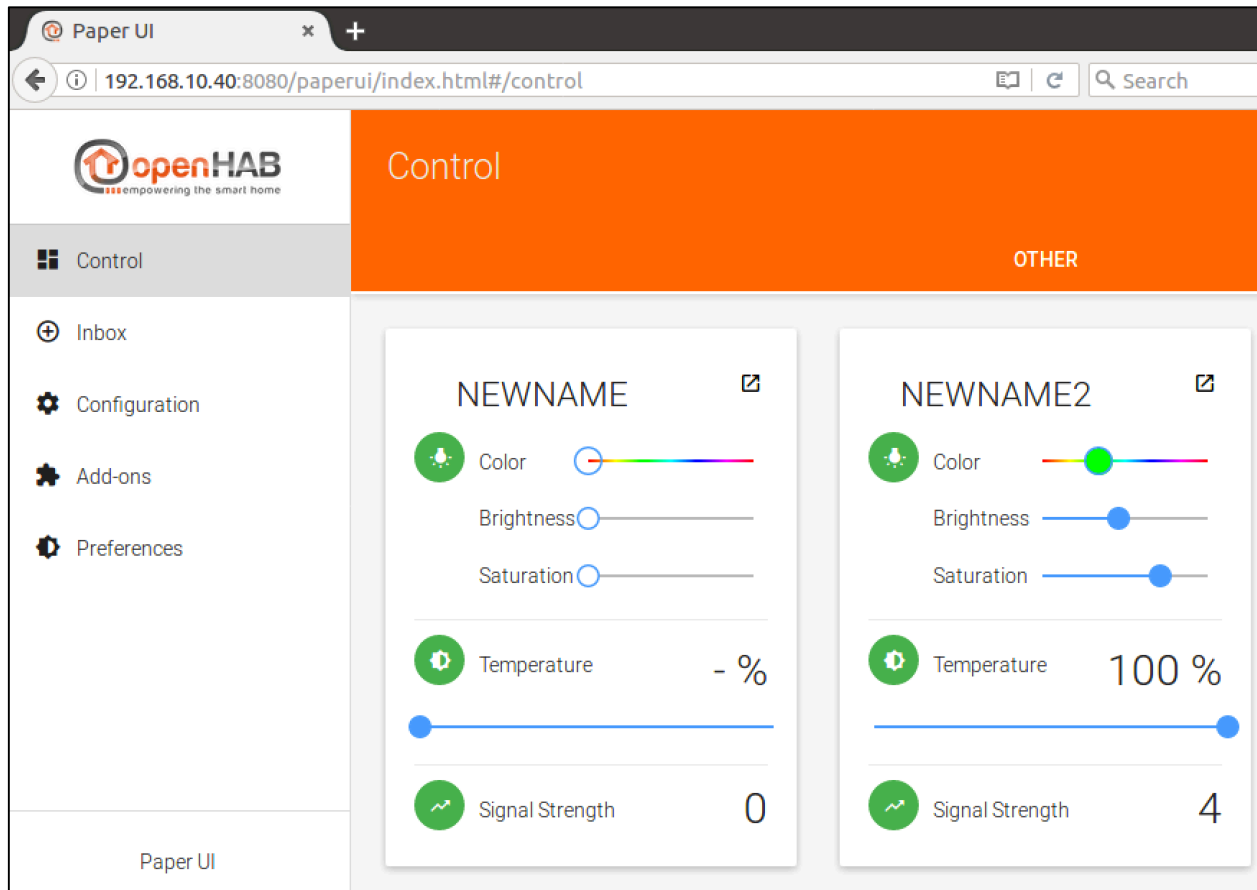 Paper UI
192.168.10.40:8080/paperui/index.html#/control
Search
openHAB
empowering the smart home
Control
Inbox
Configuration
Add-ons
Preferences
Paper UI
Control
OTHER
NEWNAME
Color
Brightness
Saturation
Temperature - %
Signal Strength 0
NEWNAME2
Color
Brightness
Saturation
Temperature 100 %
Signal Strength 4